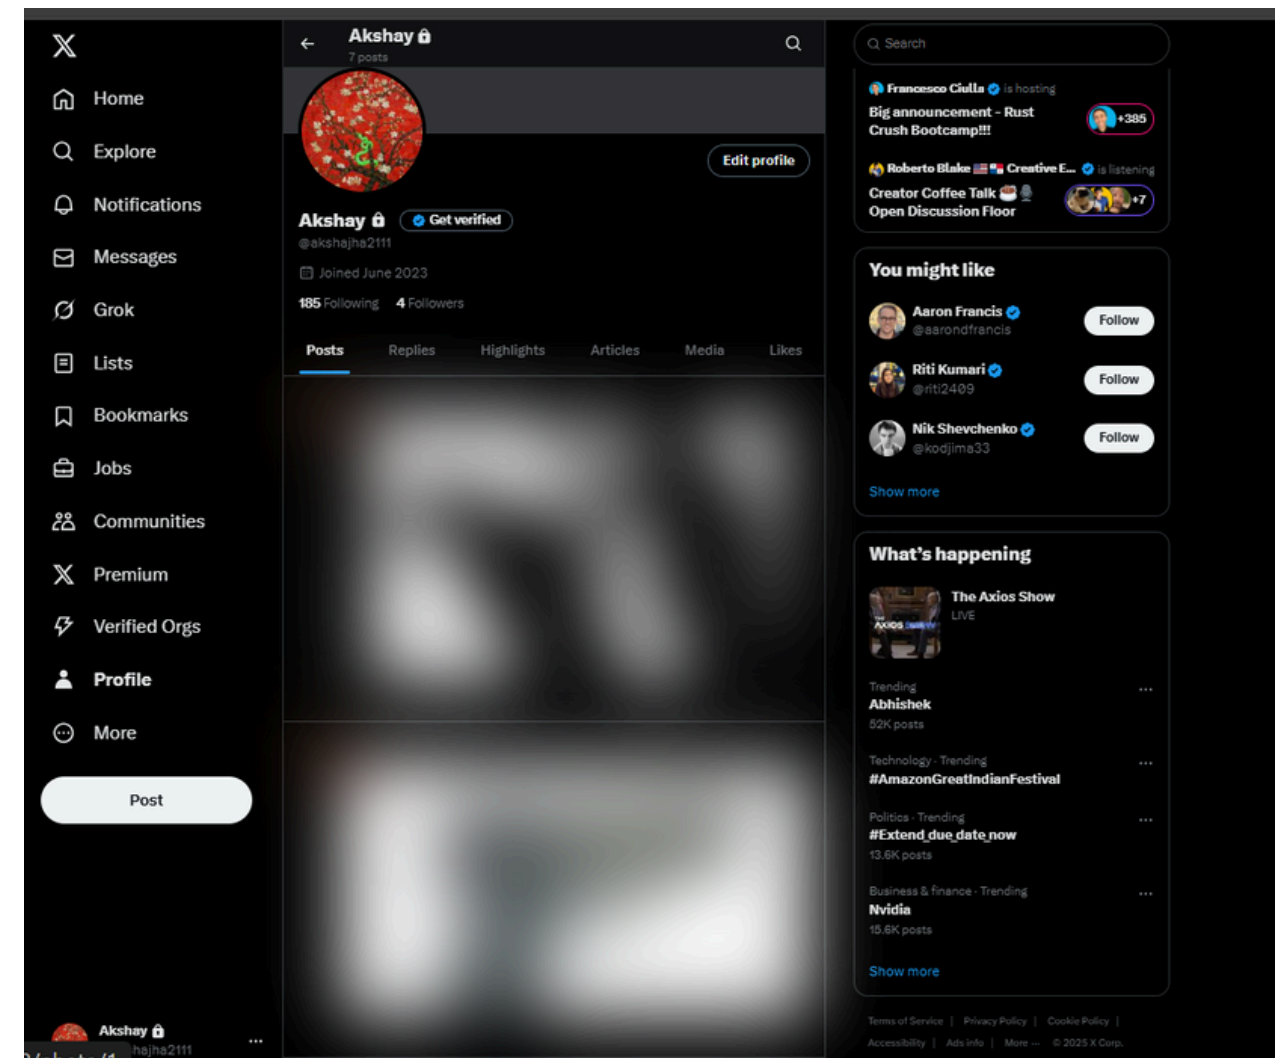 Home
Explore
Notifications
Messages
Grok
Lists
Bookmarks
Jobs
Communities
Premium
Verified Orgs
Profile
More
Post
Akshay
hajha2111
Akshay
7 posts
Edit profile
Akshay
Get verified
@akshajha2111
Joined June 2023
185 Following 4 Followers
Posts Replies Highlights Articles Media Likes
Search
Francesco Ciulla is hosting
Big announcement - Rust
Crush Bootcamp!!!
+385
Roberto Blake 🇺🇸🇵🇦 Creative E... is listening
Creator Coffee Talk ☕🎙️
Open Discussion Floor
+7
You might like
Aaron Francis
@aarondfrancis
Follow
Riti Kumari
@riti2409
Follow
Nik Shevchenko
@kodjima33
Follow
Show more
What's happening
The Axios Show
LIVE
Trending
Abhishek
52K posts
Technology · Trending
#AmazonGreatIndianFestival
Politics · Trending
#Extend_due_date_now
13.6K posts
Business & finance · Trending
Nvidia
15.6K posts
Show more
Terms of Service | Privacy Policy | Cookie Policy |
Accessibility | Ads info | More ... © 2025 X Corp.